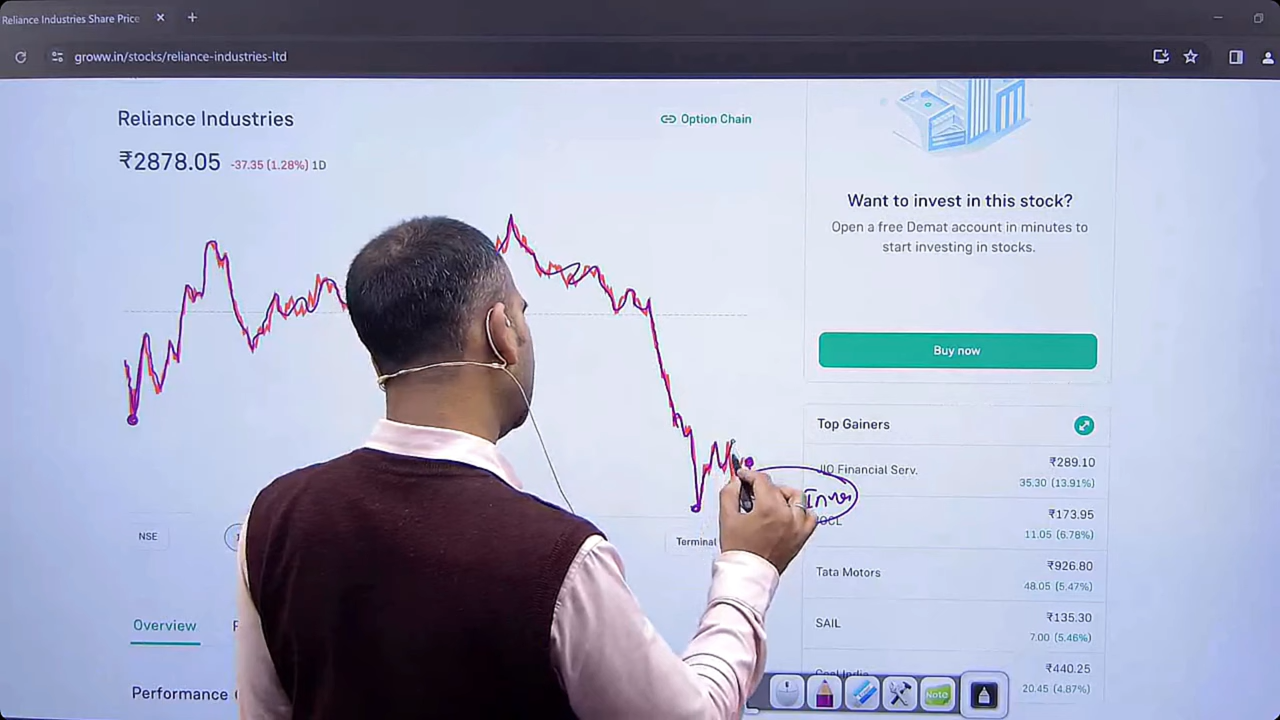 Reliance Industries Share Price
groww.in/stocks/reliance-industries-ltd
Reliance Industries
Option Chain
₹2878.05 -37.35 (1.28%) 1D
Want to invest in this stock?
Open a free Demat account in minutes to
start investing in stocks.
Buy now
Top Gainers
JIO Financial Serv.
₹289.10
35.30 (13.91%)
IOCL
₹173.95
11.05 (6.78%)
Tata Motors
₹926.80
48.05 (5.47%)
SAIL
₹135.30
7.00 (5.46%)
Coal India
₹440.25
20.45 (4.87%)
NSE
Terminal
Overview
Performance
Note